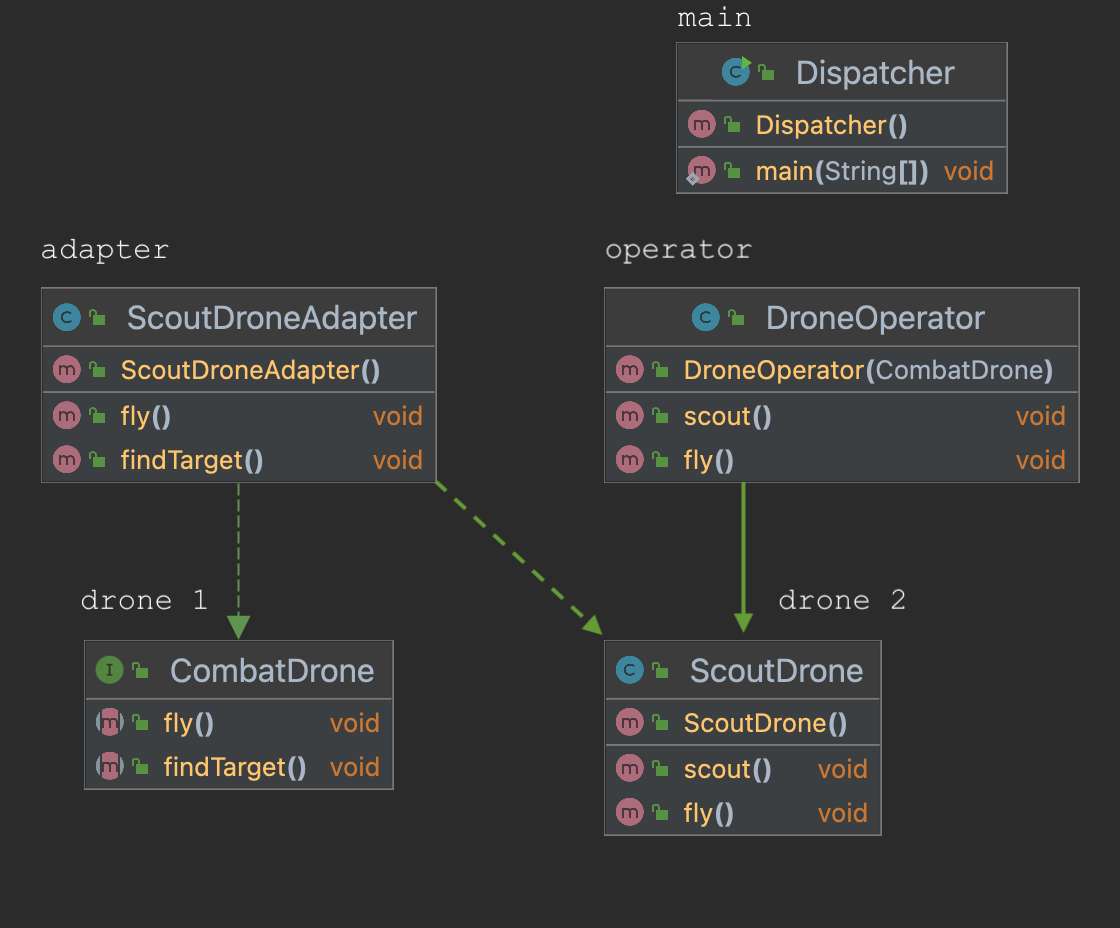 main
Dispatcher
Dispatcher()
main(String[]) void
adapter
ScoutDroneAdapter
ScoutDroneAdapter()
fly() void
findTarget() void
operator
DroneOperator
DroneOperator(CombatDrone)
scout() void
fly() void
drone 1
CombatDrone
fly() void
findTarget() void
drone 2
ScoutDrone
ScoutDrone()
scout() void
fly() void